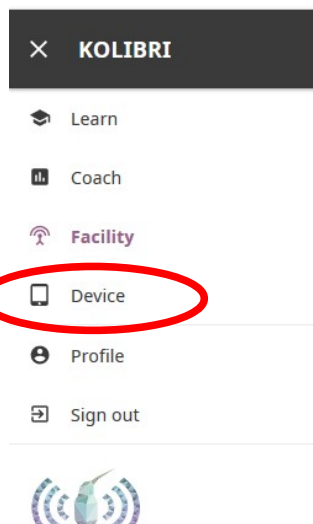 KOLIBRI
Learn
Coach
Facility
Device
Profile
Sign out